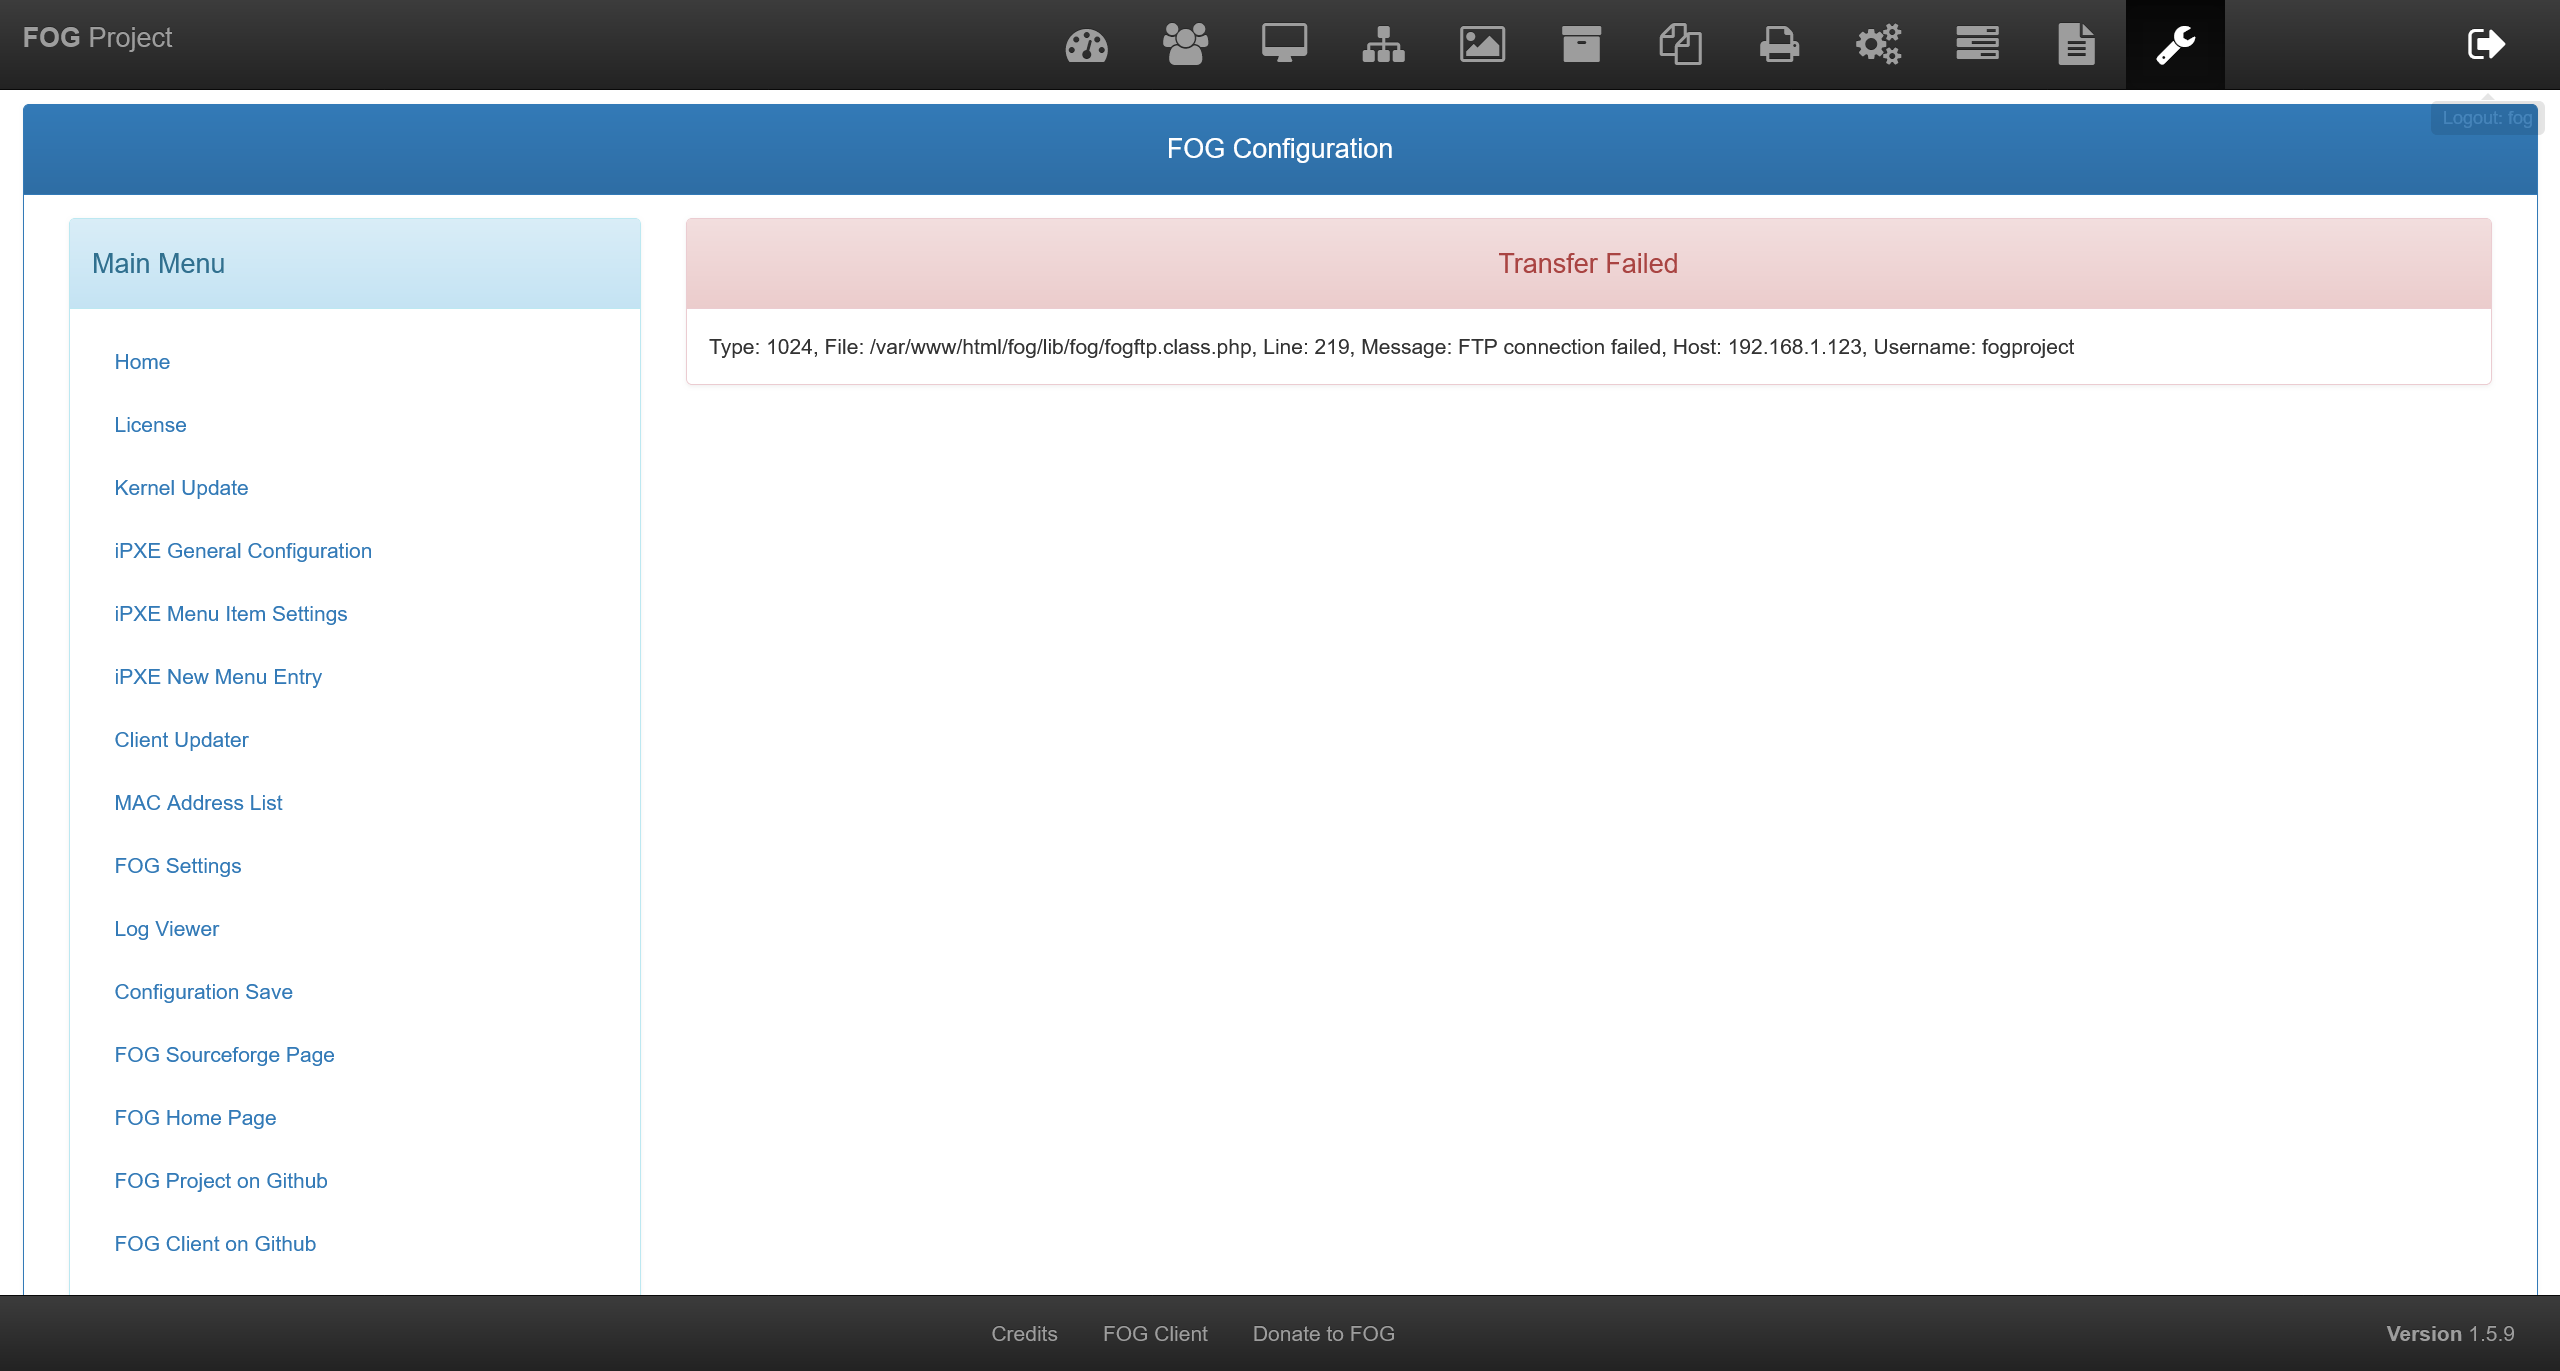 FOG Project
Logout: fog
FOG Configuration
Main Menu
Home
License
Kernel Update
iPXE General Configuration
iPXE Menu Item Settings
iPXE New Menu Entry
Client Updater
MAC Address List
FOG Settings
Log Viewer
Configuration Save
FOG Sourceforge Page
FOG Home Page
FOG Project on Github
FOG Client on Github
Transfer Failed
Type: 1024, File: /var/www/html/fog/lib/fog/fogftp.class.php, Line: 219, Message: FTP connection failed, Host: 192.168.1.123, Username: fogproject
Credits FOG Client Donate to FOG
Version 1.5.9